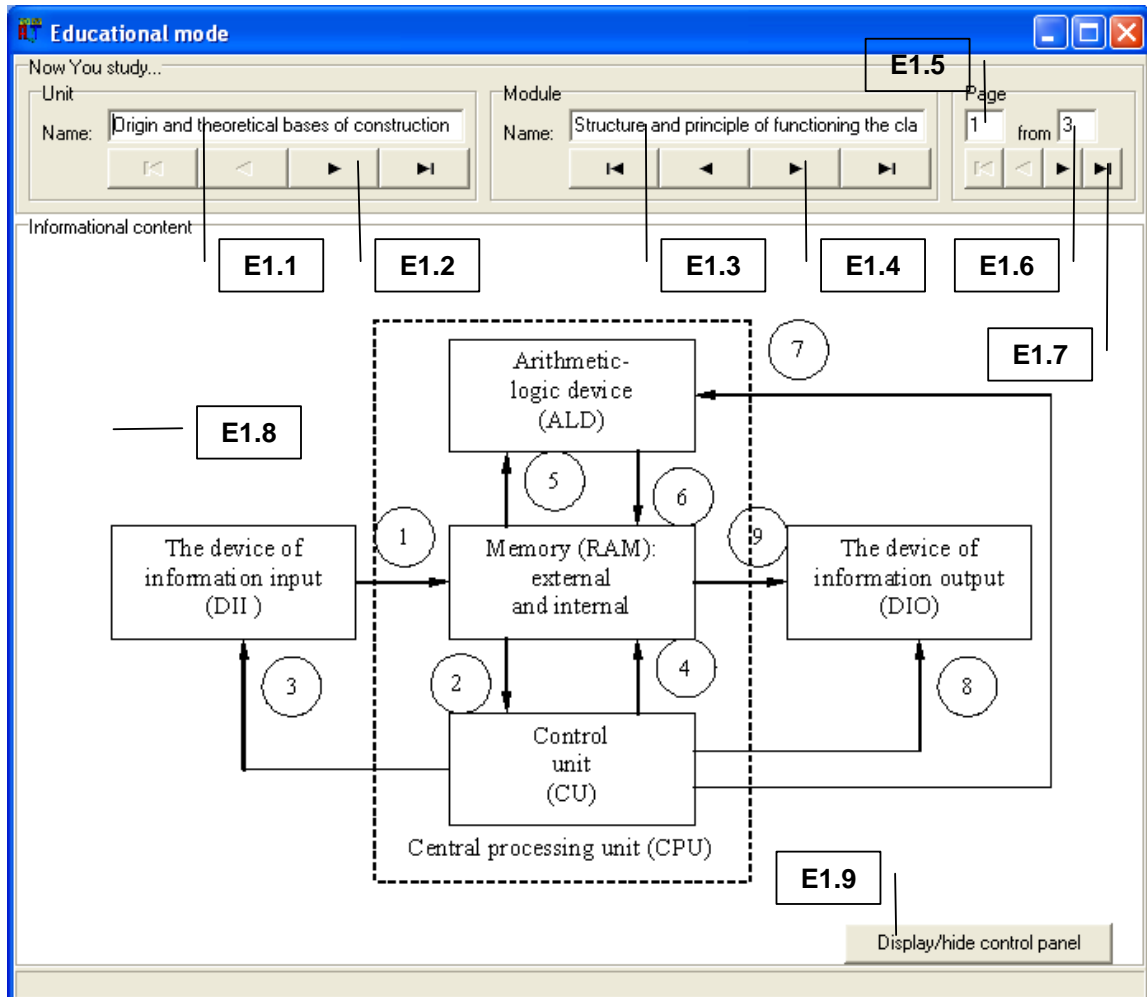 Educational mode
Now You study...
E1.5
Unit
Module
Page
Name: Origin and theoretical bases of construction
Name: Structure and principle of functioning the cla
1 from 3
Informational content
E1.1
E1.2
E1.3
E1.4
E1.6
E1.7
E1.8
7
Arithmetic-
logic device
(ALD)
5
6
1
9
The device of
information input
(DII )
Memory (RAM):
external
and internal
The device of
information output
(DIO)
3
2
4
8
Control
unit
(CU)
Central processing unit (CPU)
E1.9
Display/hide control panel